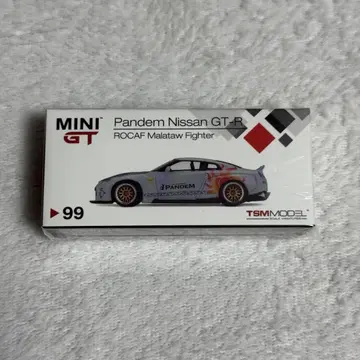 MINI GT
Pandem Nissan GT-R
ROCAF Malataw Fighter
PANDEM
99
TSMMODEL